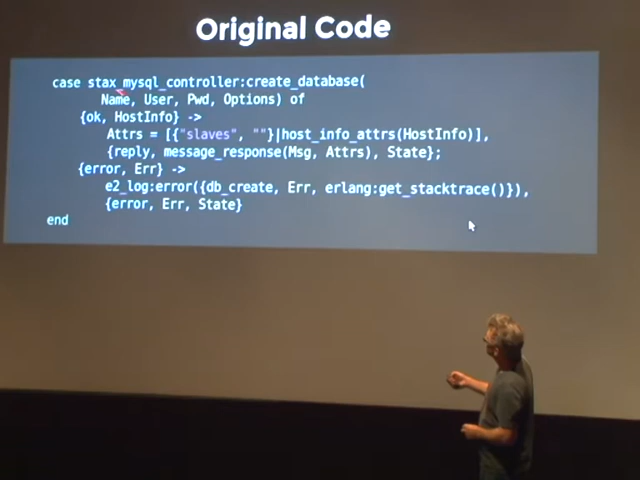 Original Code
case stax_mysql_controller:create_database(
Name, User, Pwd, Options) of
{ok, HostInfo} ->
Attrs = [{"slaves", ""}|host_info_attrs(HostInfo)],
{reply, message_response(Msg, Attrs), State};
{error, Err} ->
e2_log:error({db_create, Err, erlang:get_stacktrace()}),
{error, Err, State}
end